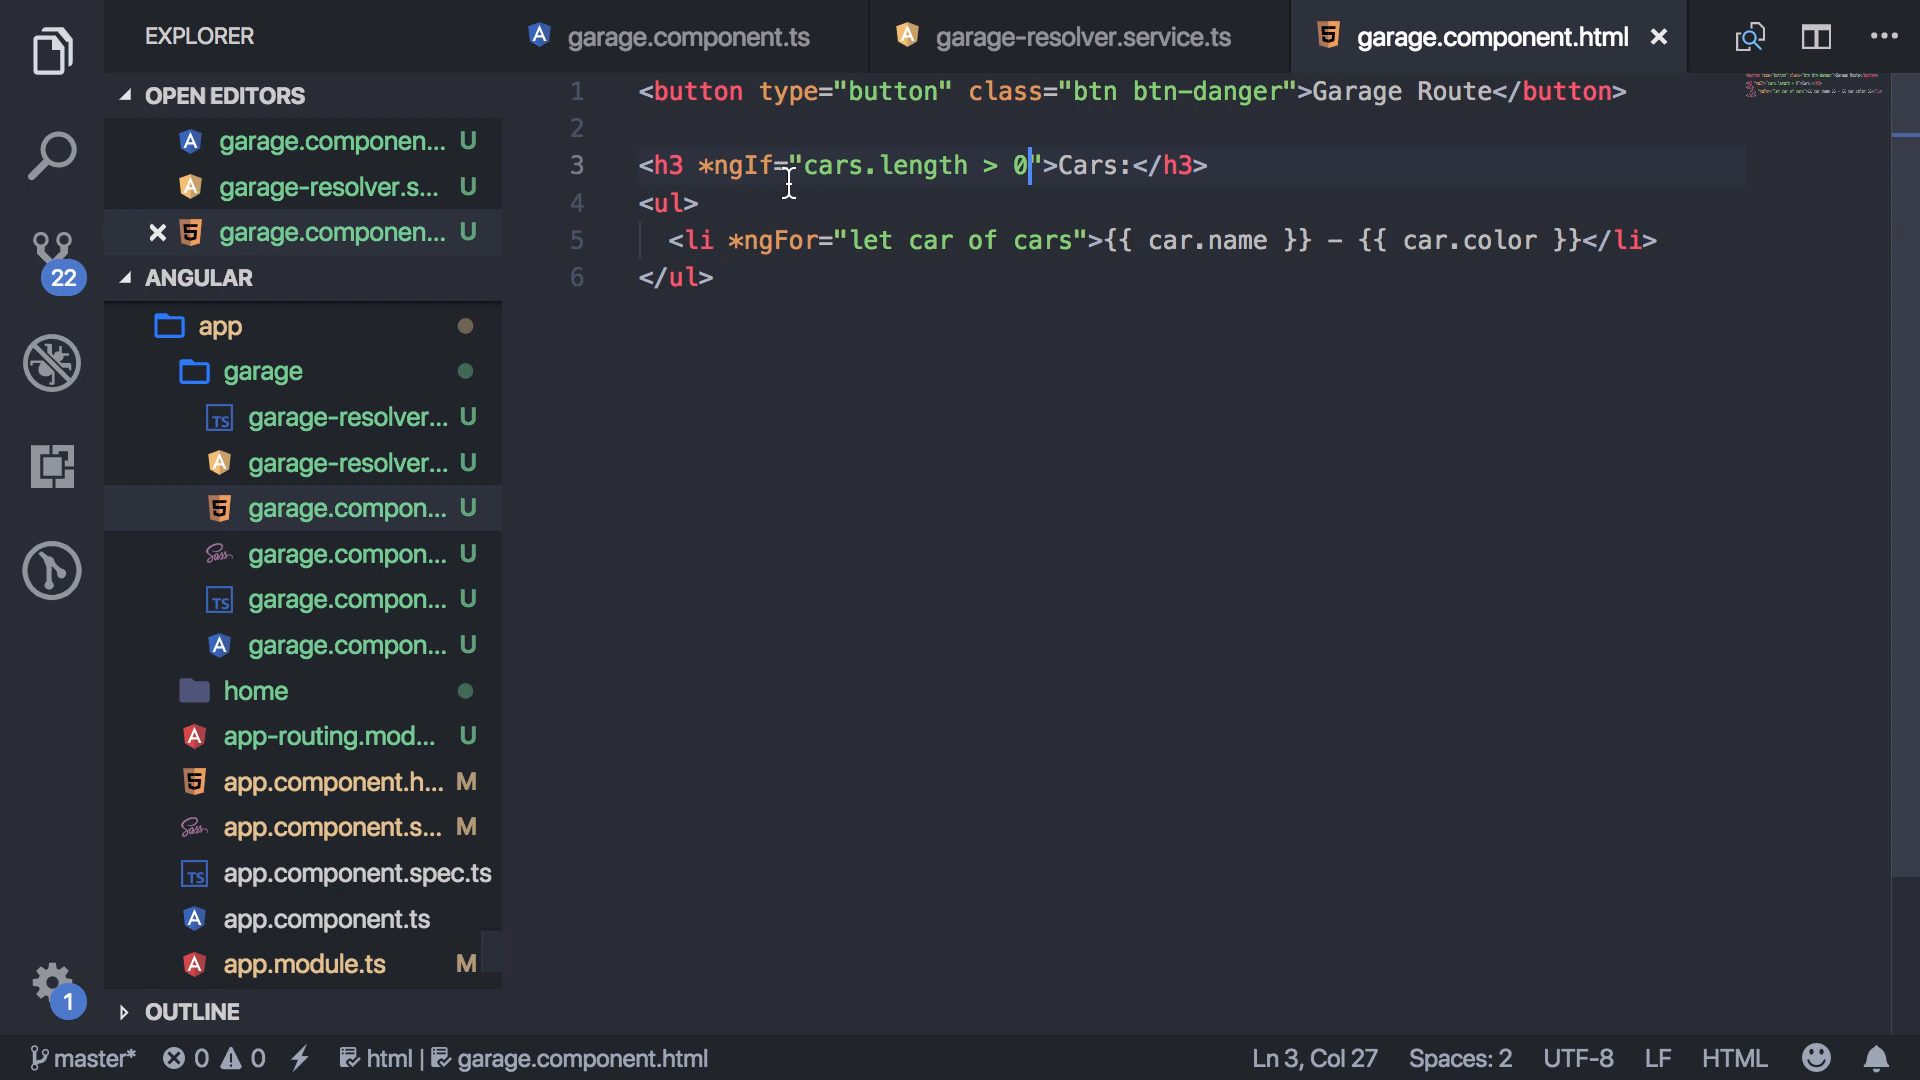 EXPLORER
garage.component.ts
garage-resolver.service.ts
garage.component.html
OPEN EDITORS
garage.componen... U
garage-resolver.s... U
garage.componen... U
22
ANGULAR
app
garage
TS garage-resolver... U
garage-resolver... U
garage.compon... U
Sass garage.compon... U
TS garage.compon... U
garage.compon... U
home
app-routing.mod... U
app.component.h... M
Sass app.component.s... M
TS app.component.spec.ts
app.component.ts
app.module.ts M
1
OUTLINE
1 <button type="button" class="btn btn-danger">Garage Route</button>
2
3 <h3 *ngIf="cars.length > 0">Cars:</h3>
4 <ul>
5 <li *ngFor="let car of cars">{{ car.name }} - {{ car.color }}</li>
6 </ul>
master* 0 0 html | garage.component.html Ln 3, Col 27 Spaces: 2 UTF-8 LF HTML